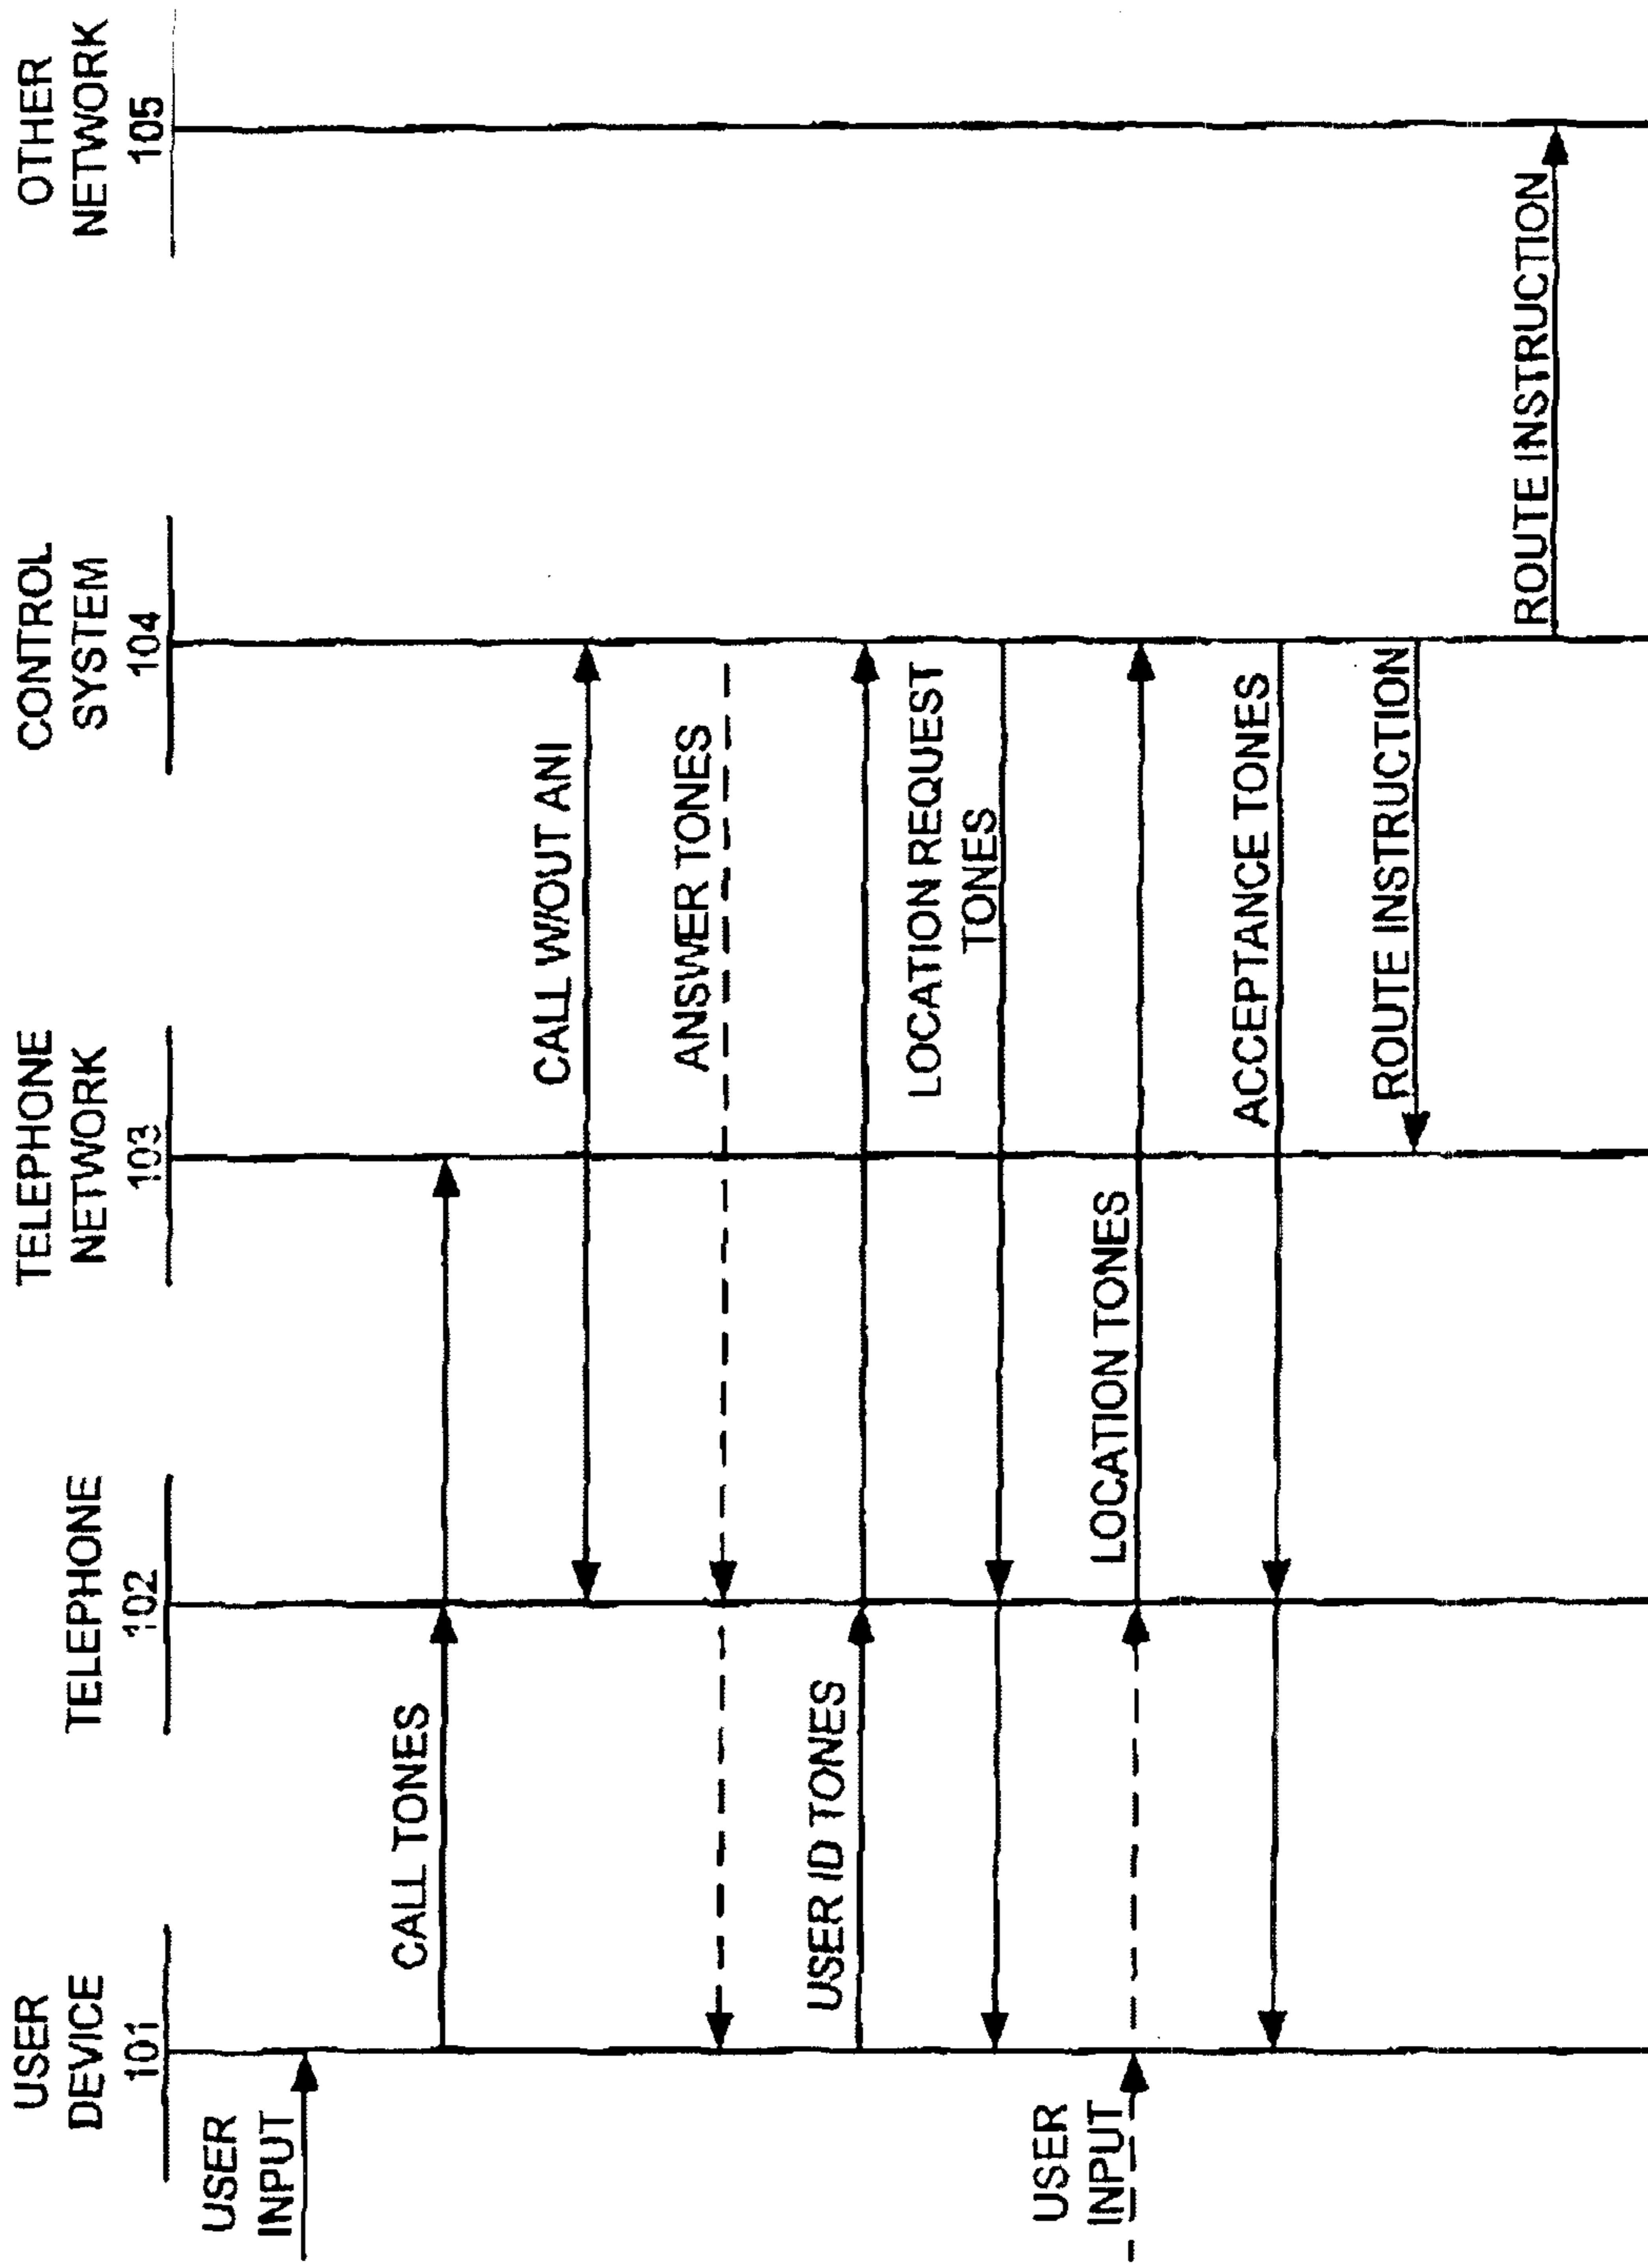 USER
DEVICE
101
TELEPHONE
102
TELEPHONE
NETWORK
103
CONTROL
SYSTEM
104
OTHER
NETWORK
105
USER
INPUT
CALL TONES
CALL W/OUT ANI
ANSWER TONES
USER ID TONES
LOCATION REQUEST
TONES
USER
INPUT
LOCATION TONES
ACCEPTANCE TONES
ROUTE INSTRUCTION
ROUTE INSTRUCTION